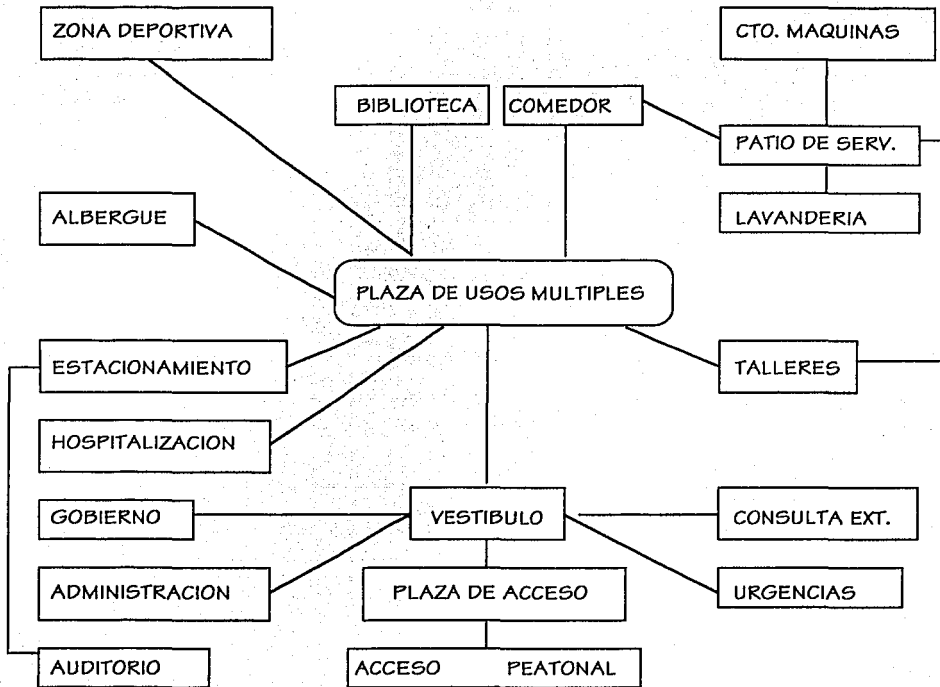 ZONA DEPORTIVA
CTO. MAQUINAS
BIBLIOTECA
COMEDOR
PATIO DE SERV.
ALBERGUE
LAVANDERIA
PLAZA DE USOS MULTIPLES
ESTACIONAMIENTO
TALLERES
HOSPITALIZACION
GOBIERNO
VESTIBULO
CONSULTA EXT.
ADMINISTRACION
PLAZA DE ACCESO
URGENCIAS
AUDITORIO
ACCESO PEATONAL